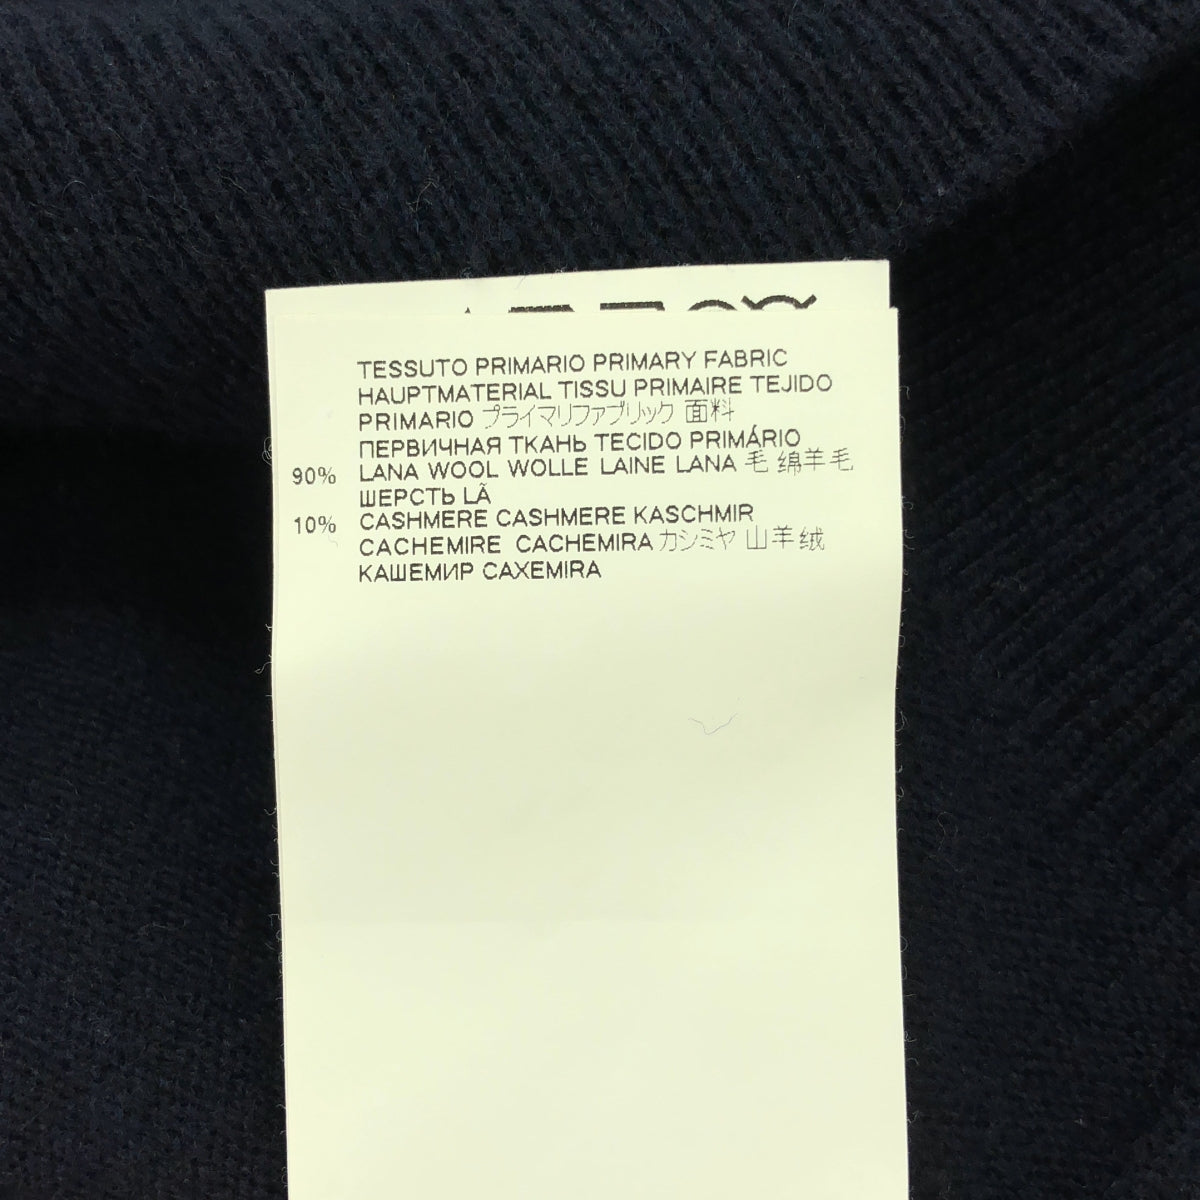 TESSUTO PRIMARIO PRIMARY FABRIC
HAUPTMATERIAL TISSU PRIMAIRE TEJIDO
PRIMARIO プライマリファブリック 面料
ПЕРВИЧНАЯ ТКАНЬ TECIDO PRIMÁRIO
90% LANA WOOL WOLLE LAINE LANA 毛 绵羊毛
ШЕРСТЬ LÃ
10% CASHMERE CASHMERE KASCHMIR
CACHEMIRE CACHEMIRA カシミヤ 山羊绒
КАШЕМИР CAXEMIRA